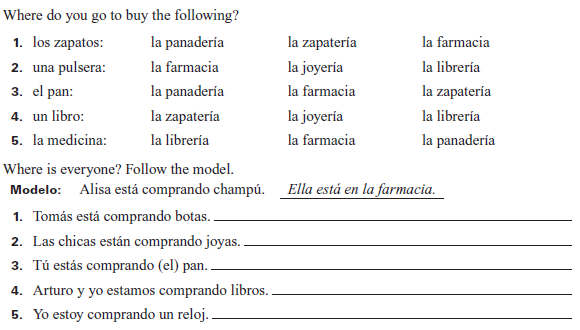 Where do you go to buy the following?
1. los zapatos: la panadería la zapatería la farmacia
2. una pulsera: la farmacia la joyería la librería
3. el pan: la panadería la farmacia la zapatería
4. un libro: la zapatería la joyería la librería
5. la medicina: la librería la farmacia la panadería
Where is everyone? Follow the model.
Modelo: Alisa está comprando champú. Ella está en la farmacia.
1. Tomás está comprando botas.
2. Las chicas están comprando joyas.
3. Tú estás comprando (el) pan.
4. Arturo y yo estamos comprando libros.
5. Yo estoy comprando un reloj.